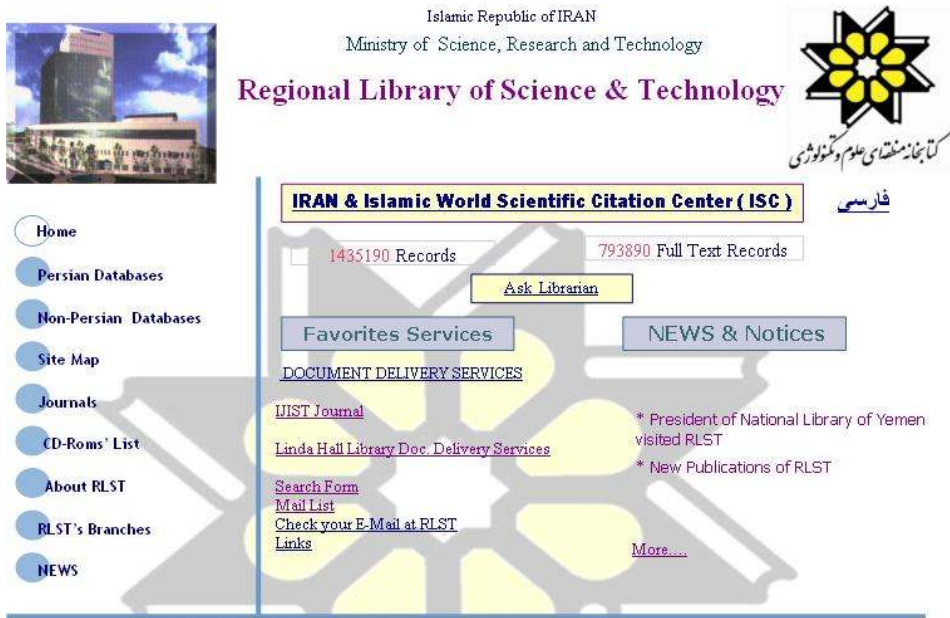 Islamic Republic of IRAN
Ministry of Science, Research and Technology
Regional Library of Science & Technology
کتابخانه منطقه‌ای علوم و تکنولوژی
IRAN & Islamic World Scientific Citation Center ( ISC )
فارسی
1435190 Records
793890 Full Text Records
Ask Librarian
Home
Persian Databases
Non-Persian Databases
Site Map
Journals
CD-Roms' List
About RLST
RLST's Branches
NEWS
Favorites Services
DOCUMENT DELIVERY SERVICES
IJIST Journal
Linda Hall Library Doc. Delivery Services
Search Form
Mail List
Check your E-Mail at RLST
Links
NEWS & Notices
* President of National Library of Yemen
visited RLST
* New Publications of RLST
More....